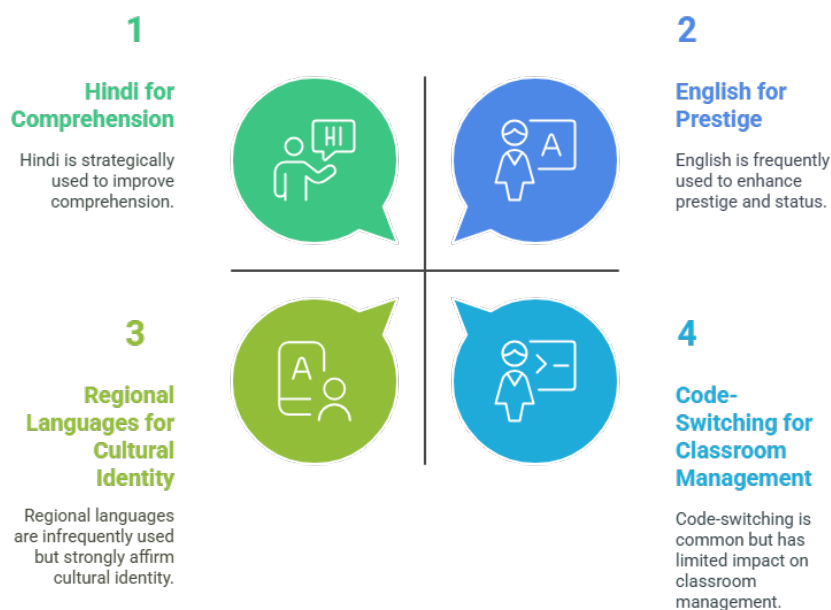 1
Hindi for
Comprehension
Hindi is strategically
used to improve
comprehension.
HI
2
English for
Prestige
English is frequently
used to enhance
prestige and status.
A
3
Regional
Languages for
Cultural
Identity
Regional languages
are infrequently used
but strongly affirm
cultural identity.
A
4
Code-
Switching for
Classroom
Management
Code-switching is
common but has
limited impact on
classroom
management.